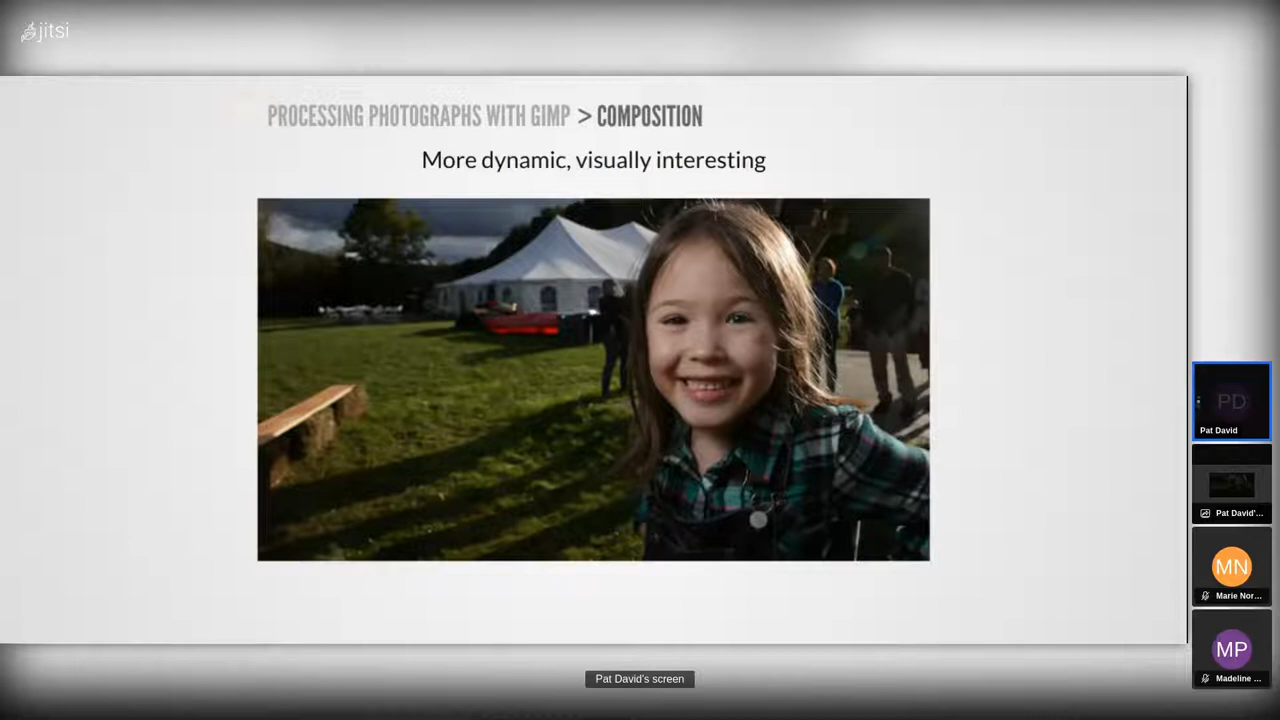 jitsi
PROCESSING PHOTOGRAPHS WITH GIMP > COMPOSITION
More dynamic, visually interesting
PD
Pat David
Pat David'...
MN
Marie Nor...
MP
Madeline ...
Pat David's screen